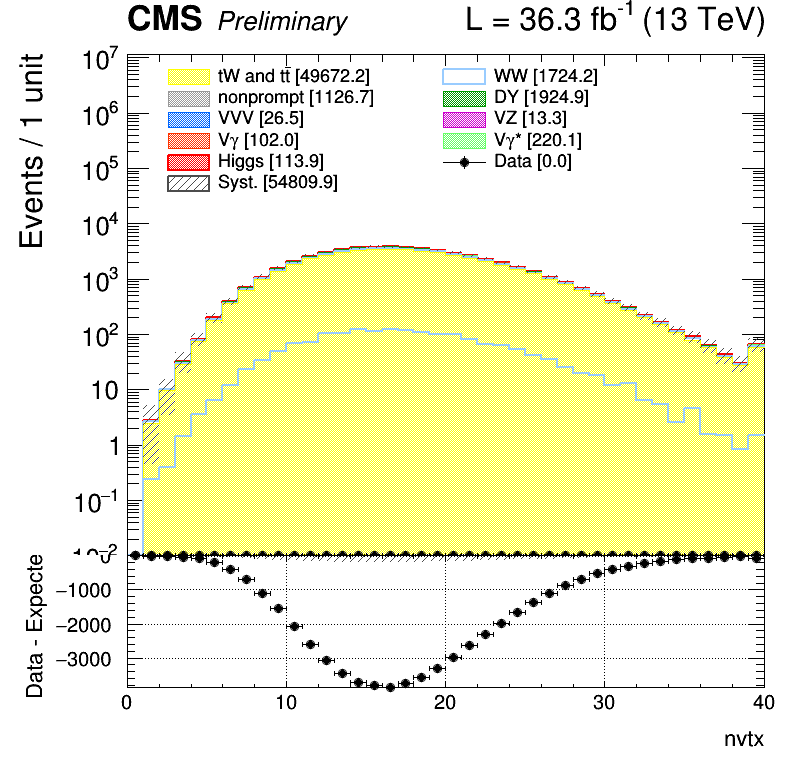 CMS Preliminary L = 36.3 fb⁻¹ (13 TeV)
Events / 1 unit
10⁷
10⁶
10⁵
10⁴
10³
10²
10
1
10⁻¹
10⁻²
tW and tt̄ [49672.2]
nonprompt [1126.7]
VVV [26.5]
Vγ [102.0]
Higgs [113.9]
Syst. [54809.9]
WW [1724.2]
DY [1924.9]
VZ [13.3]
Vγ* [220.1]
Data [0.0]
Data - Expecte
0
−1000
−2000
−3000
0 10 20 30 40
nvtx